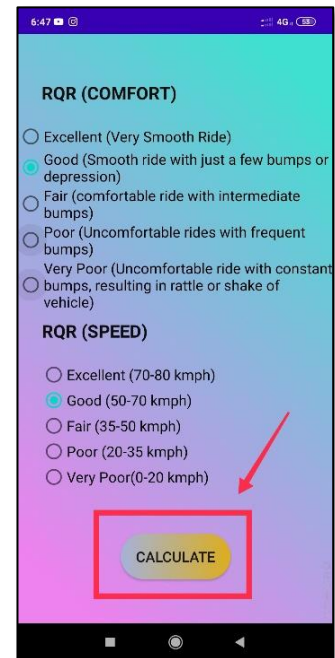 6:47 4G 53
RQR (COMFORT)
Excellent (Very Smooth Ride)
Good (Smooth ride with just a few bumps or
depression)
Fair (comfortable ride with intermediate
bumps)
Poor (Uncomfortable rides with frequent
bumps)
Very Poor (Uncomfortable ride with constant
bumps, resulting in rattle or shake of
vehicle)
RQR (SPEED)
Excellent (70-80 kmph)
Good (50-70 kmph)
Fair (35-50 kmph)
Poor (20-35 kmph)
Very Poor(0-20 kmph)
CALCULATE